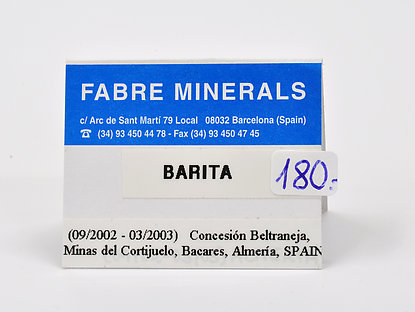 FABRE MINERALS
c/ Arc de Sant Martí 79 Local 08032 Barcelona (Spain)
☎ (34) 93 450 44 78 - Fax (34) 93 450 47 45
BARITA
180.-
(09/2002 - 03/2003) Concesión Beltraneja,
Minas del Cortijuelo, Bacares, Almería, SPAIN